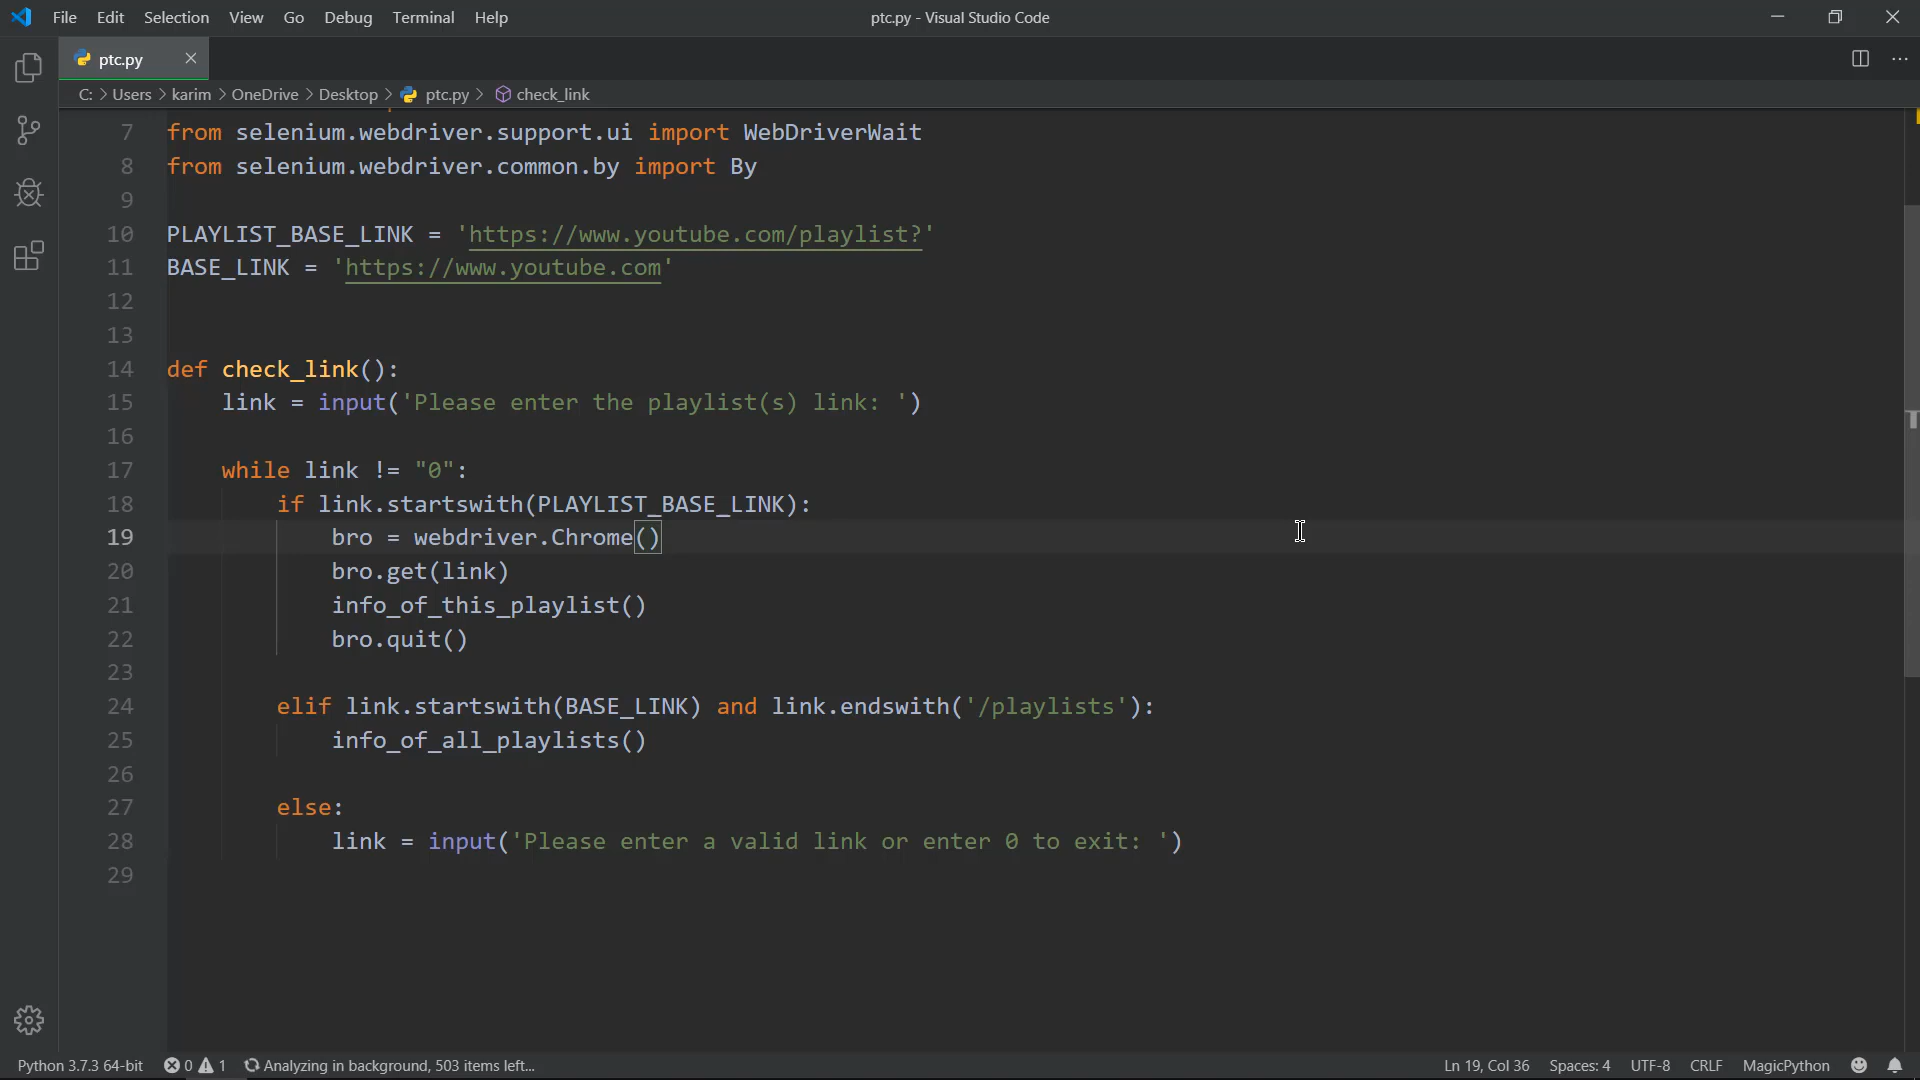 File Edit Selection View Go Debug Terminal Help ptc.py - Visual Studio Code
ptc.py
C: > Users > karim > OneDrive > Desktop > ptc.py > check_link
7 from selenium.webdriver.support.ui import WebDriverWait
8 from selenium.webdriver.common.by import By
9
10 PLAYLIST_BASE_LINK = 'https://www.youtube.com/playlist?'
11 BASE_LINK = 'https://www.youtube.com'
12
13
14 def check_link():
15     link = input('Please enter the playlist(s) link: ')
16
17     while link != "0":
18         if link.startswith(PLAYLIST_BASE_LINK):
19             bro = webdriver.Chrome()
20             bro.get(link)
21             info_of_this_playlist()
22             bro.quit()
23
24         elif link.startswith(BASE_LINK) and link.endswith('/playlists'):
25             info_of_all_playlists()
26
27         else:
28             link = input('Please enter a valid link or enter 0 to exit: ')
29
Python 3.7.3 64-bit 0 1 Analyzing in background, 503 items left... Ln 19, Col 36 Spaces: 4 UTF-8 CRLF MagicPython